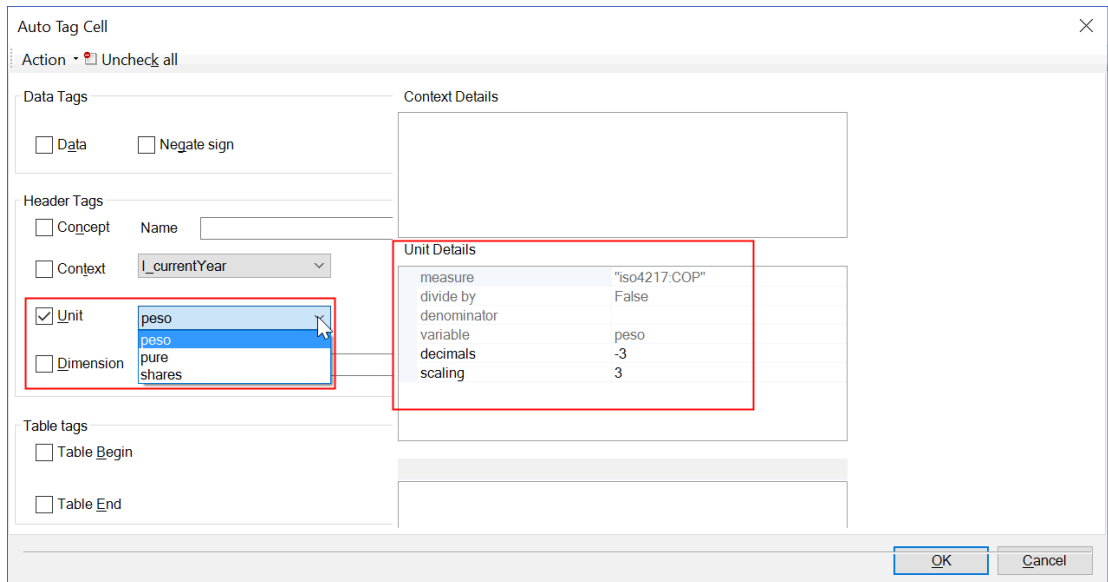 Auto Tag Cell
Action Uncheck all
Data Tags
Data Negate sign
Header Tags
Concept Name
Context I_currentYear
Unit peso
peso
pure
shares
Dimension
Table tags
Table Begin
Table End
Context Details
Unit Details
measure "iso4217:COP"
divide by False
denominator
variable peso
decimals -3
scaling 3
OK Cancel